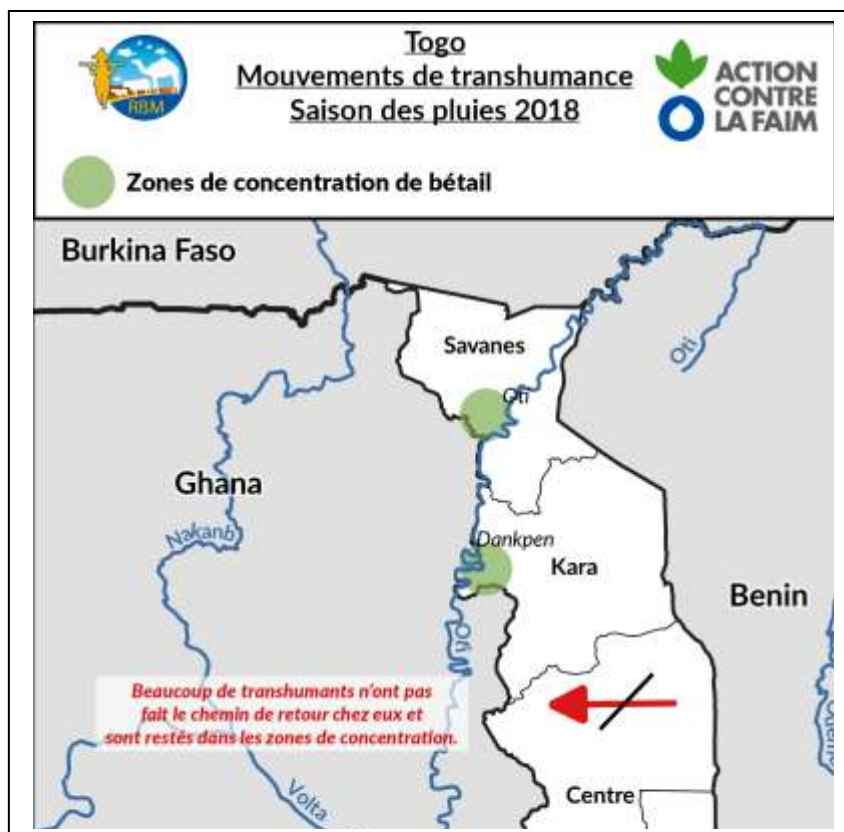 Togo
Mouvements de transhumance
Saison des pluies 2018
RBM
ACTION
CONTRE
LA FAIM
Zones de concentration de bétail
Burkina Faso
Savanes
Oti
Oti
Ghana
Nakanb
Dankpen
Kara
Benin
Oti
Beaucoup de transhumants n'ont pas
fait le chemin de retour chez eux et
sont restés dans les zones de concentration.
Volta
Centre